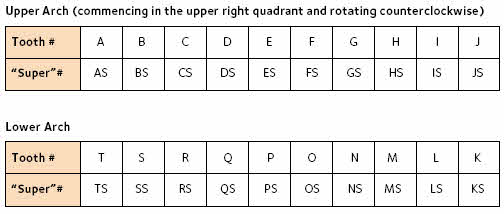 Upper Arch (commencing in the upper right quadrant and rotating counterclockwise)
Tooth # A B C D E F G H I J
“Super”# AS BS CS DS ES FS GS HS IS JS
Lower Arch
Tooth # T S R Q P O N M L K
“Super”# TS SS RS QS PS OS NS MS LS KS